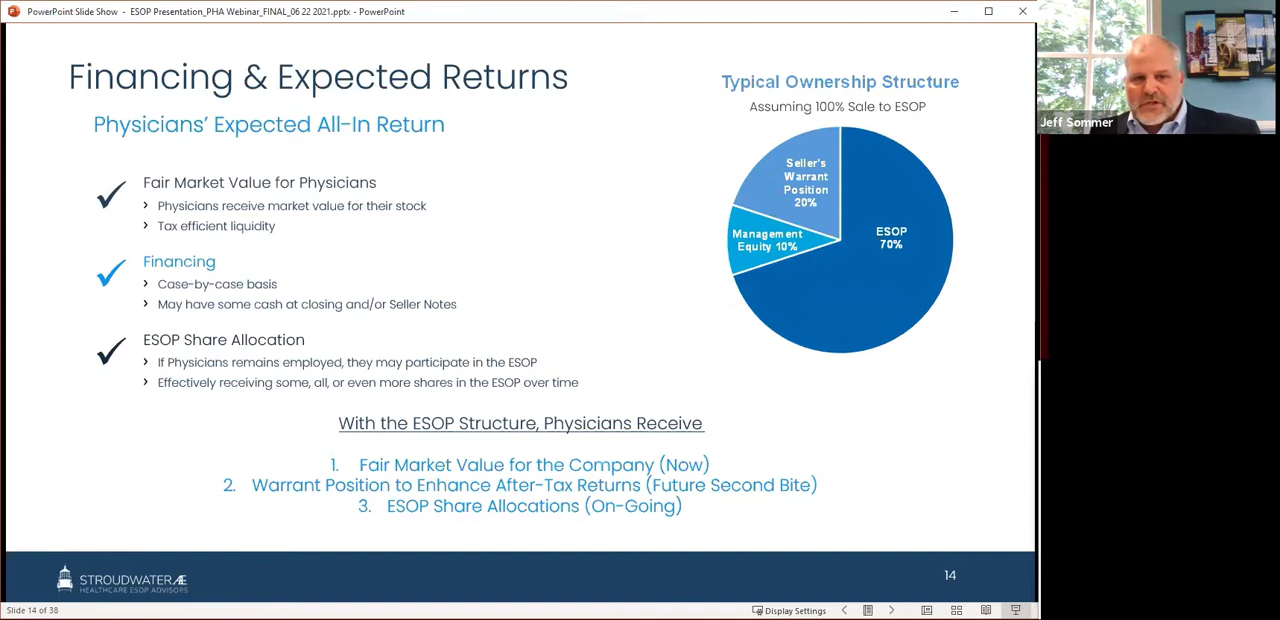 PowerPoint Slide Show - ESOP Presentation_PHA Webinar_FINAL_06 22 2021.pptx - PowerPoint
Financing & Expected Returns
Physicians' Expected All-In Return
Fair Market Value for Physicians
› Physicians receive market value for their stock
› Tax efficient liquidity
Financing
› Case-by-case basis
› May have some cash at closing and/or Seller Notes
ESOP Share Allocation
› If Physicians remains employed, they may participate in the ESOP
› Effectively receiving some, all, or even more shares in the ESOP over time
Typical Ownership Structure
Assuming 100% Sale to ESOP
Seller's
Warrant
Position
20%
Management
Equity 10%
ESOP
70%
With the ESOP Structure, Physicians Receive
1. Fair Market Value for the Company (Now)
2. Warrant Position to Enhance After-Tax Returns (Future Second Bite)
3. ESOP Share Allocations (On-Going)
STROUDWATER AE
HEALTHCARE ESOP ADVISORS
14
Slide 14 of 38
Display Settings
Jeff Sommer